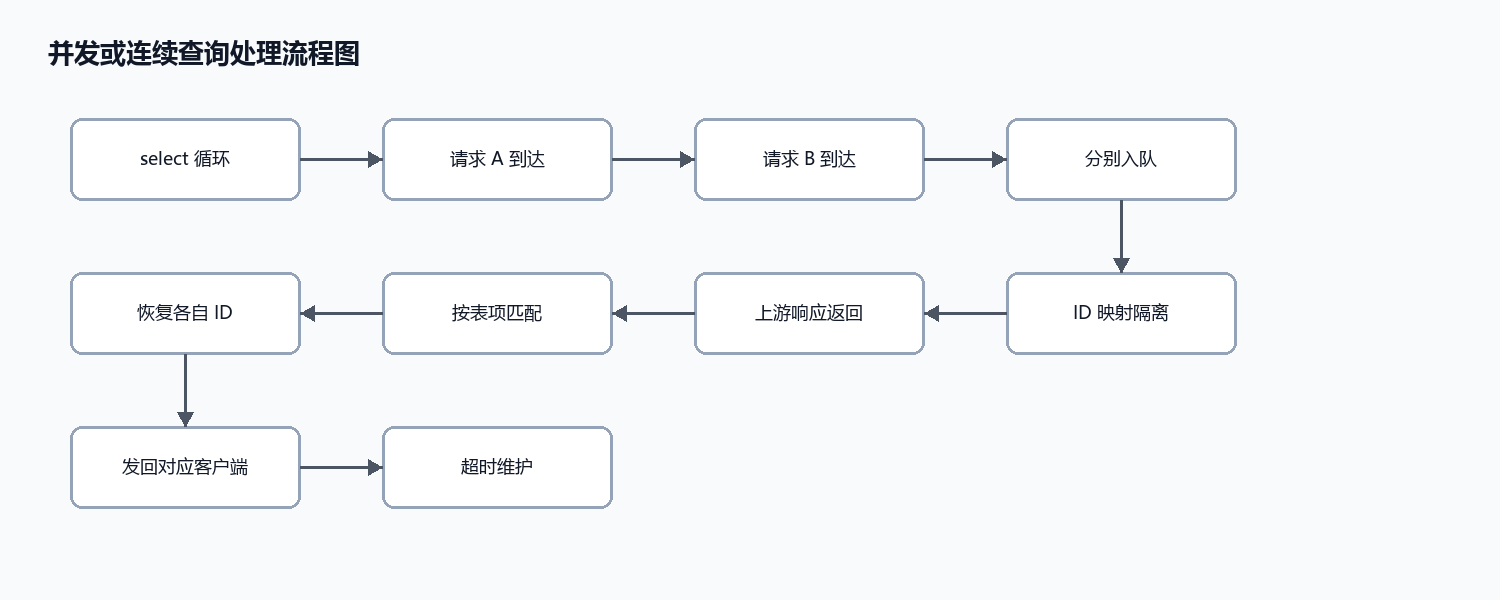 并发或连续查询处理流程图
select 循环
请求 A 到达
请求 B 到达
分别入队
ID 映射隔离
上游响应返回
按表项匹配
恢复各自 ID
发回对应客户端
超时维护